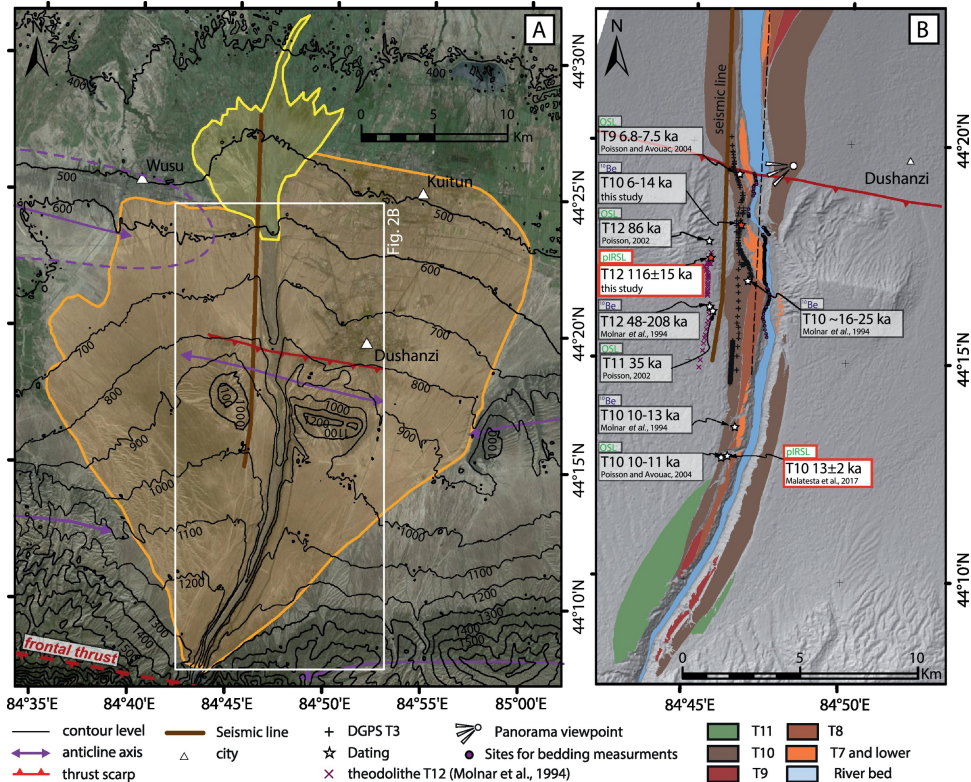 A
N
44°30'N
44°25'N
44°20'N
44°15'N
44°10'N
0
5
10
Km
400
400
Wusu
500
600
Kuitun
500
600
Fig. 2B
700
700
Dushanzi
800
800
900
900
1000
1000
1000
1100
1200
1000
1100
1100
1200
1200
1300
1400
frontal thrust
84°35'E
84°40'E
84°45'E
84°50'E
84°55'E
85°00'E
B
N
seismic line
44°20'N
44°15'N
44°10'N
Dushanzi
OSL
T9 6.8-7.5 ka
Poisson and Avouac, 2004
¹⁰Be
T10 6-14 ka
this study
OSL
T12 86 ka
Poisson, 2002
pIRSL
T12 116±15 ka
this study
¹⁰Be
T12 48-208 ka
Molnar et al., 1994
¹⁰Be
T10 ~16-25 ka
Molnar et al., 1994
OSL
T11 35 ka
Poisson, 2002
¹⁰Be
T10 10-13 ka
Molnar et al., 1994
OSL
T10 10-11 ka
Poisson and Avouac, 2004
pIRSL
T10 13±2 ka
Malatesta et al., 2017
0
5
10
Km
84°45'E
84°50'E
contour level
anticline axis
thrust scarp
Seismic line
city
DGPS T3
Dating
theodolithe T12 (Molnar et al., 1994)
Panorama viewpoint
Sites for bedding measurments
T11
T10
T9
T8
T7 and lower
River bed